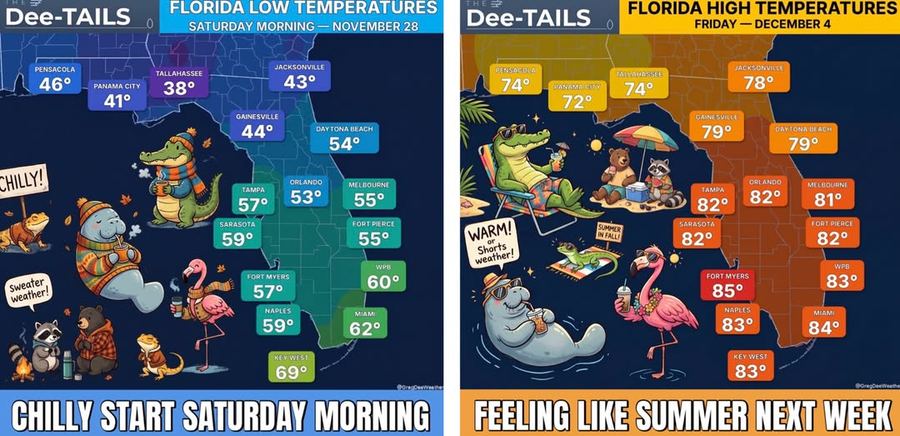 THE
Dee-TAILS
FLORIDA LOW TEMPERATURES
SATURDAY MORNING — NOVEMBER 28
PENSACOLA
46°
PANAMA CITY
41°
TALLAHASSEE
38°
JACKSONVILLE
43°
GAINESVILLE
44°
DAYTONA BEACH
54°
CHILLY!
TAMPA
57°
ORLANDO
53°
MELBOURNE
55°
SARASOTA
59°
FORT PIERCE
55°
Sweater
weather!
FORT MYERS
57°
WPB
60°
NAPLES
59°
MIAMI
62°
KEY WEST
69°
@GregDeeWeather
CHILLY START SATURDAY MORNING
THE
Dee-TAILS
FLORIDA HIGH TEMPERATURES
FRIDAY — DECEMBER 4
PENSACOLA
74°
PANAMA CITY
72°
TALLAHASSEE
74°
JACKSONVILLE
78°
GAINESVILLE
79°
DAYTONA BEACH
79°
TAMPA
82°
ORLANDO
82°
MELBOURNE
81°
SARASOTA
82°
FORT PIERCE
82°
WARM!
or
Shorts
weather!
SUMMER
IN FALL!
FORT MYERS
85°
WPB
83°
NAPLES
83°
MIAMI
84°
KEY WEST
83°
@GregDeeWeathe
FEELING LIKE SUMMER NEXT WEEK